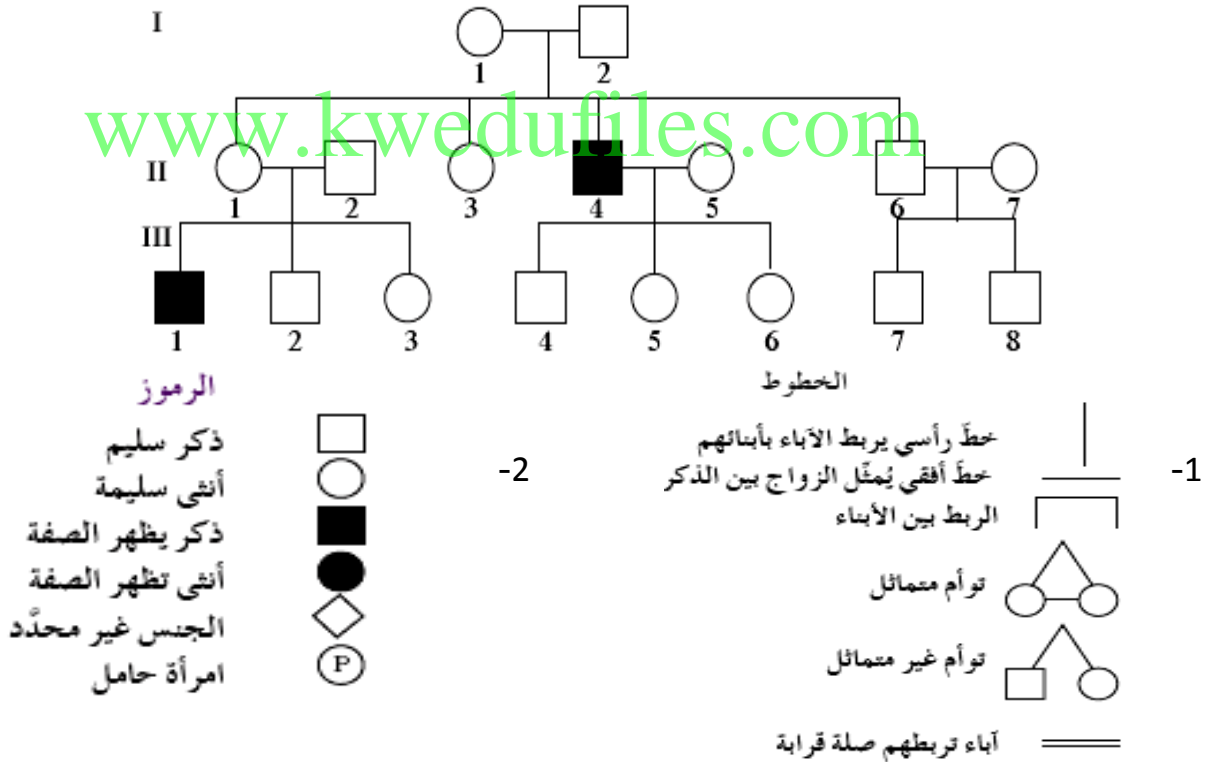 I
1 2
www.kwedufiles.com
II
1 2 3 4 5 6 7
III
1 2 3 4 5 6 7 8
الخطوط
-1
خطّ رأسي يربط الآباء بأبنائهم
خطّ أفقي يُمثّل الزواج بين الذكر
الربط بين الأبناء
توأم متماثل
توأم غير متماثل
آباء تربطهم صلة قرابة
الرموز
-2
ذكر سليم
أنثى سليمة
ذكر يظهر الصفة
أنثى تظهر الصفة
الجنس غير محدَّد
امرأة حامل
P